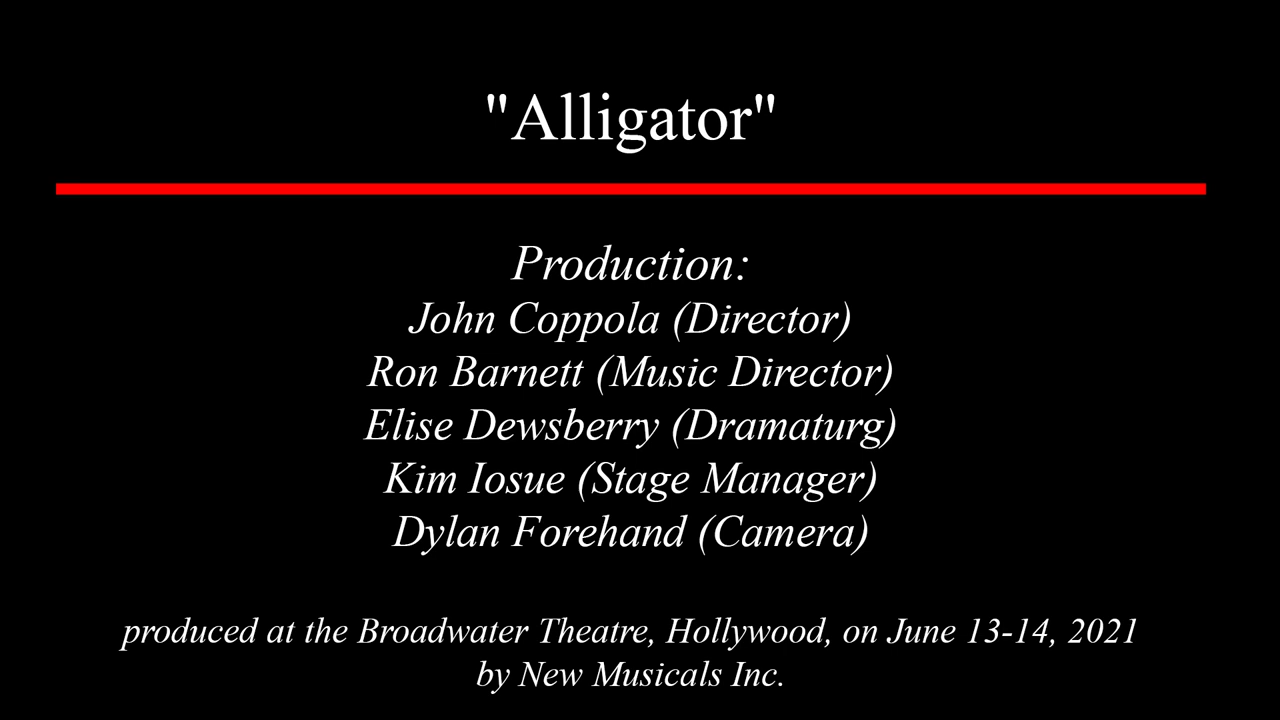 "Alligator"
Production:
John Coppola (Director)
Ron Barnett (Music Director)
Elise Dewsberry (Dramaturg)
Kim Iosue (Stage Manager)
Dylan Forehand (Camera)
produced at the Broadwater Theatre, Hollywood, on June 13-14, 2021
by New Musicals Inc.